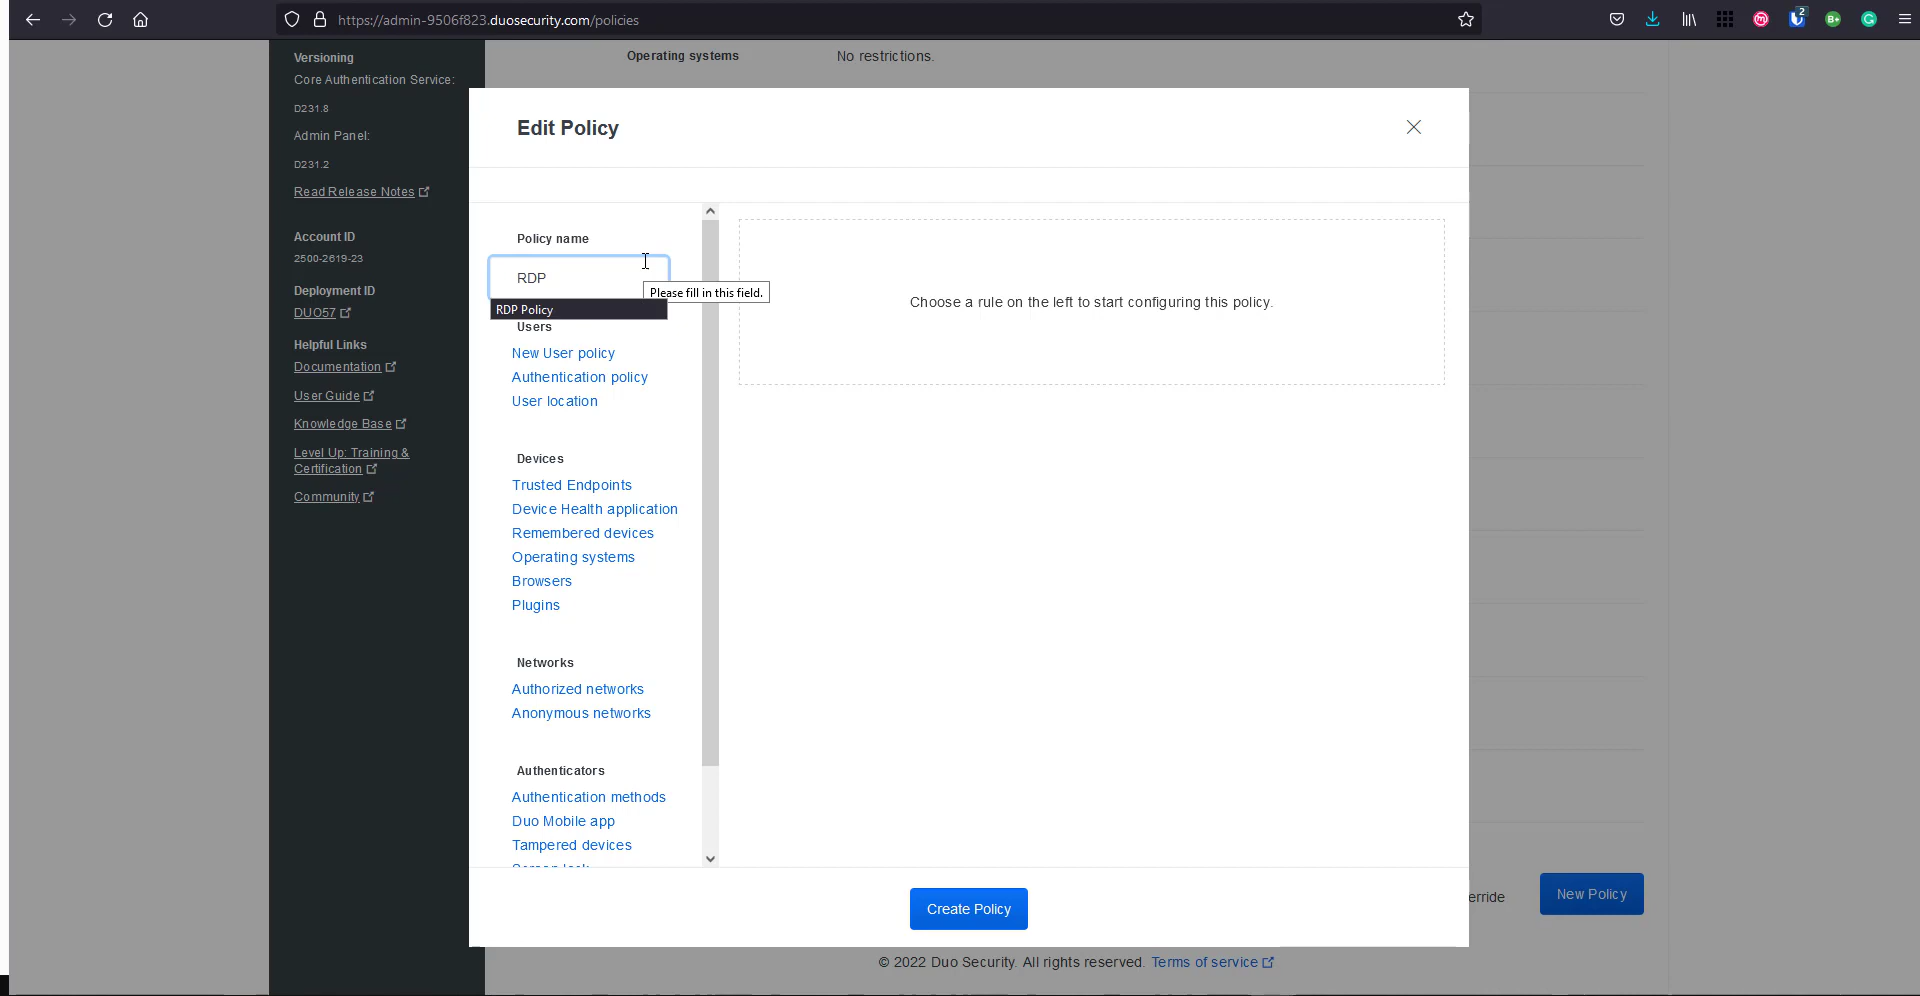 https://admin-9506f823.duosecurity.com/policies
2
Versioning
Core Authentication Service:
D231.8
Admin Panel:
D231.2
Read Release Notes
Account ID
2500-2619-23
Deployment ID
DUO57
Helpful Links
Documentation
User Guide
Knowledge Base
Level Up: Training &
Certification
Community
Operating systems
No restrictions.
Edit Policy
Policy name
RDP
Please fill in this field.
RDP Policy
Users
New User policy
Authentication policy
User location
Devices
Trusted Endpoints
Device Health application
Remembered devices
Operating systems
Browsers
Plugins
Networks
Authorized networks
Anonymous networks
Authenticators
Authentication methods
Duo Mobile app
Tampered devices
Choose a rule on the left to start configuring this policy.
Create Policy
erride
New Policy
© 2022 Duo Security. All rights reserved. Terms of service